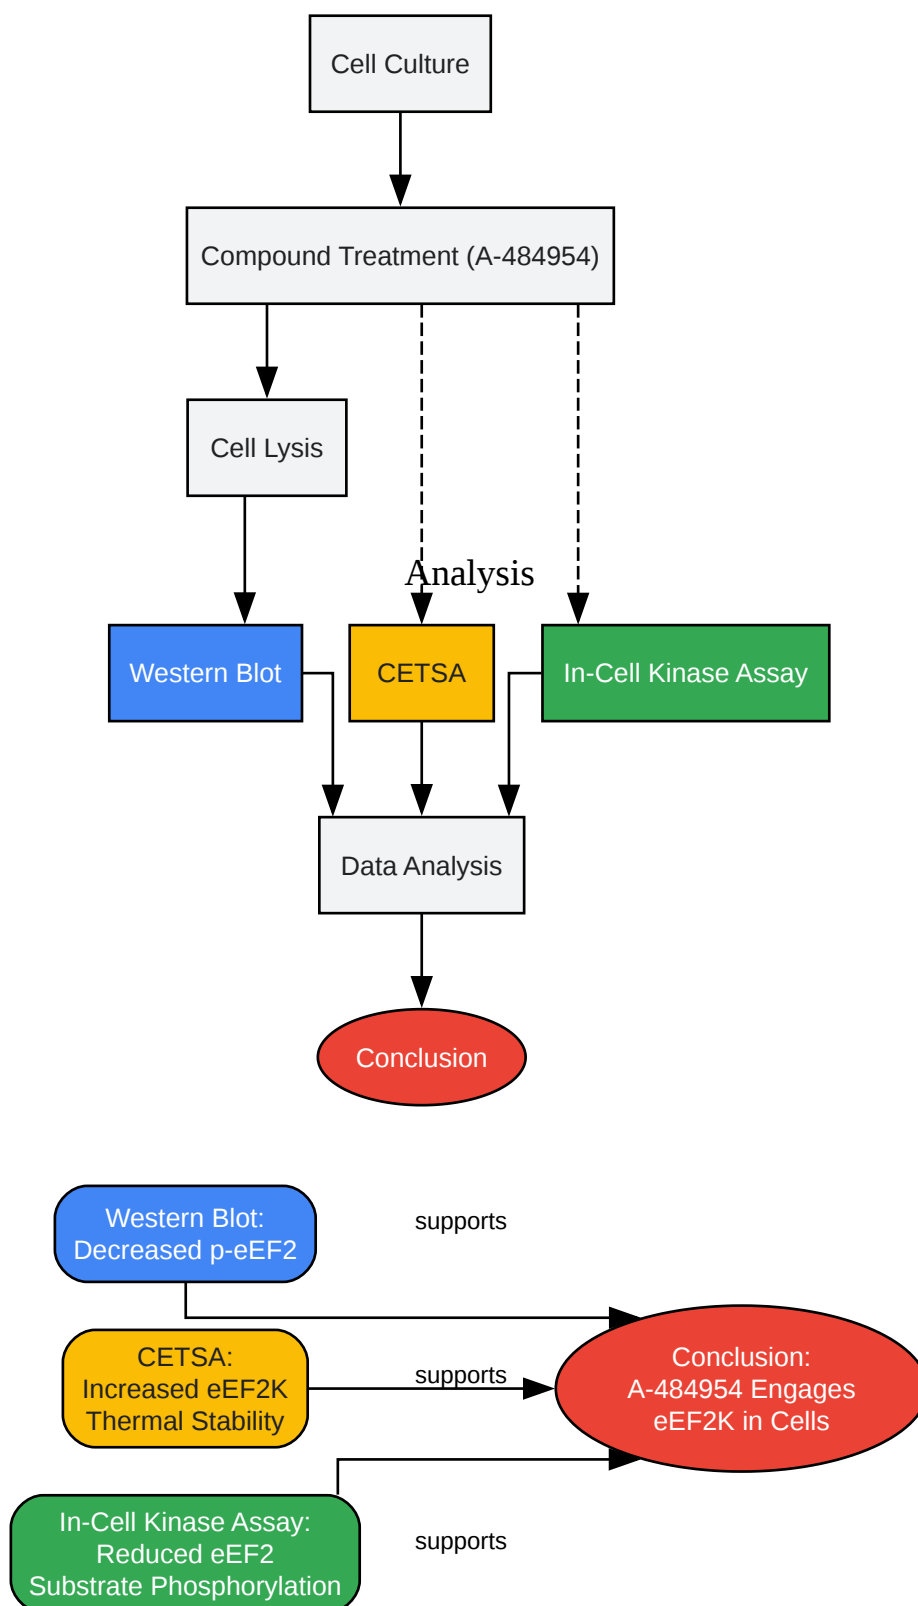 Cell Culture
Compound Treatment (A-484954)
Cell Lysis
Analysis
Western Blot
CETSA
In-Cell Kinase Assay
Data Analysis
Conclusion
Western Blot:
Decreased p-eEF2
supports
CETSA:
Increased eEF2K
Thermal Stability
supports
Conclusion:
A-484954 Engages
eEF2K in Cells
In-Cell Kinase Assay:
Reduced eEF2
Substrate Phosphorylation
supports